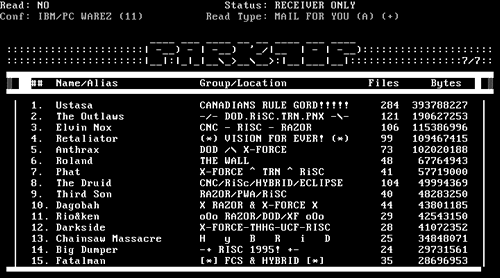 Read: NO Status: RECEIVER ONLY
Conf: IBM/PC WAREZ (11) Read Type: MAIL FOR YOU (A) (+)
7/7
## Name/Alias Group/Location Files Bytes
1. Ustasa CANADIANS RULE GORD!!!!! 284 393788227
2. The Outlaws -/- DOD.RiSC.TRN.PNX -\- 121 190627253
3. Elvin Nox CNC - RISC - RAZOR 106 115386996
4. Retaliator (*) VISION FOR EVER! (*) 99 109467415
5. Anthrax DOD /\ X-FORCE 73 102020188
6. Roland THE WALL 48 67764943
7. Phat X-FORCE ^ TRN ^ RiSC 41 57719000
8. The Druid CNC/RiSc/HYBRID/ECLIPSE 104 49994369
9. Third Son RAZOR/PWA/RiSC 40 48283250
10. Dagobah X RAZOR & X-FORCE X 44 43801185
11. Rio&ken oOo RAZOR/DOD/XF oOo 29 42543150
12. Darkside X-FORCE-THHG-UCF-RISC 28 41072352
13. Chainsaw Massacre H y B R i D 25 34848071
14. Big Dumper -+ RISC 1995! +- 24 29731561
15. Fatalman [*] FCS & HYBRID [*] 35 28696953